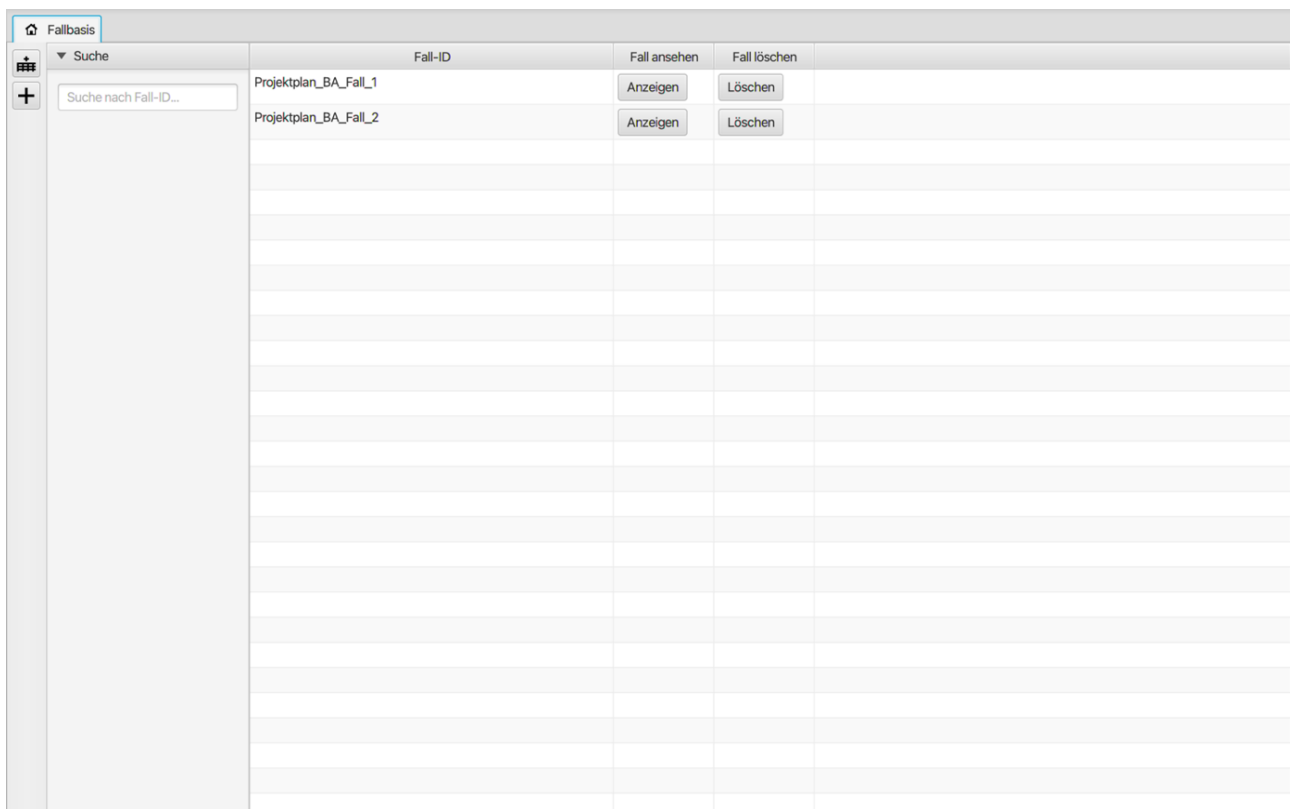 Fallbasis
Suche
Suche nach Fall-ID...
Fall-ID Fall ansehen Fall löschen
Projektplan_BA_Fall_1 Anzeigen Löschen
Projektplan_BA_Fall_2 Anzeigen Löschen